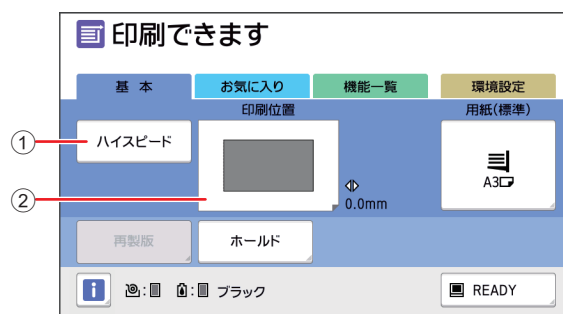 印刷できます
基本 お気に入り 機能一覧 環境設定
印刷位置 用紙(標準)
① ハイスピード
A3
②
0.0mm
再製版 ホールド
i : : ブラック READY